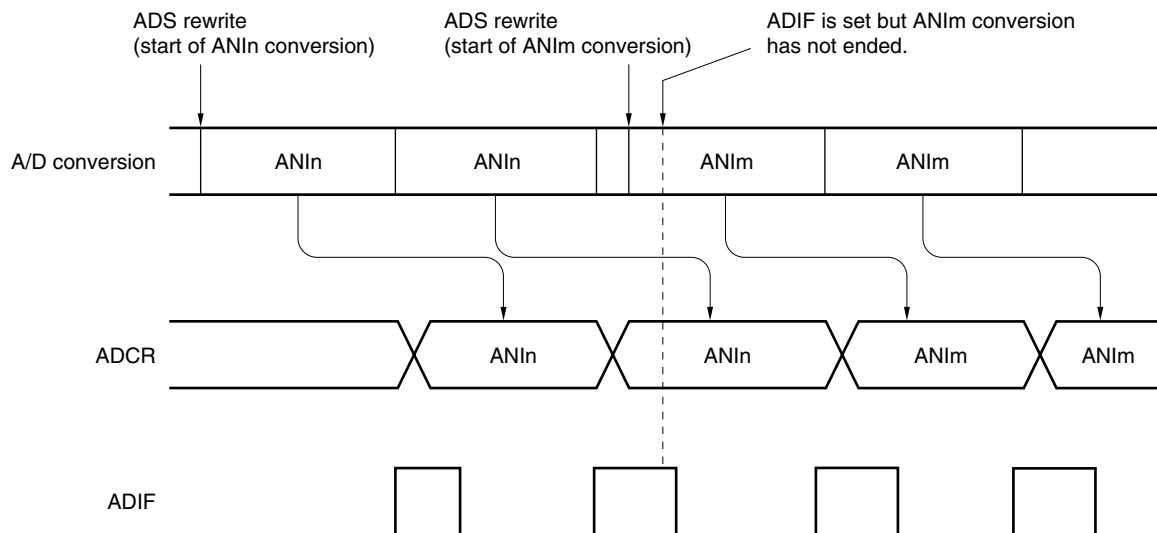 ADS rewrite
(start of ANIn conversion)
ADS rewrite
(start of ANIm conversion)
ADIF is set but ANIm conversion
has not ended.
A/D conversion
ANIn
ANIn
ANIm
ANIm
ADCR
ANIn
ANIn
ANIm
ANIm
ADIF